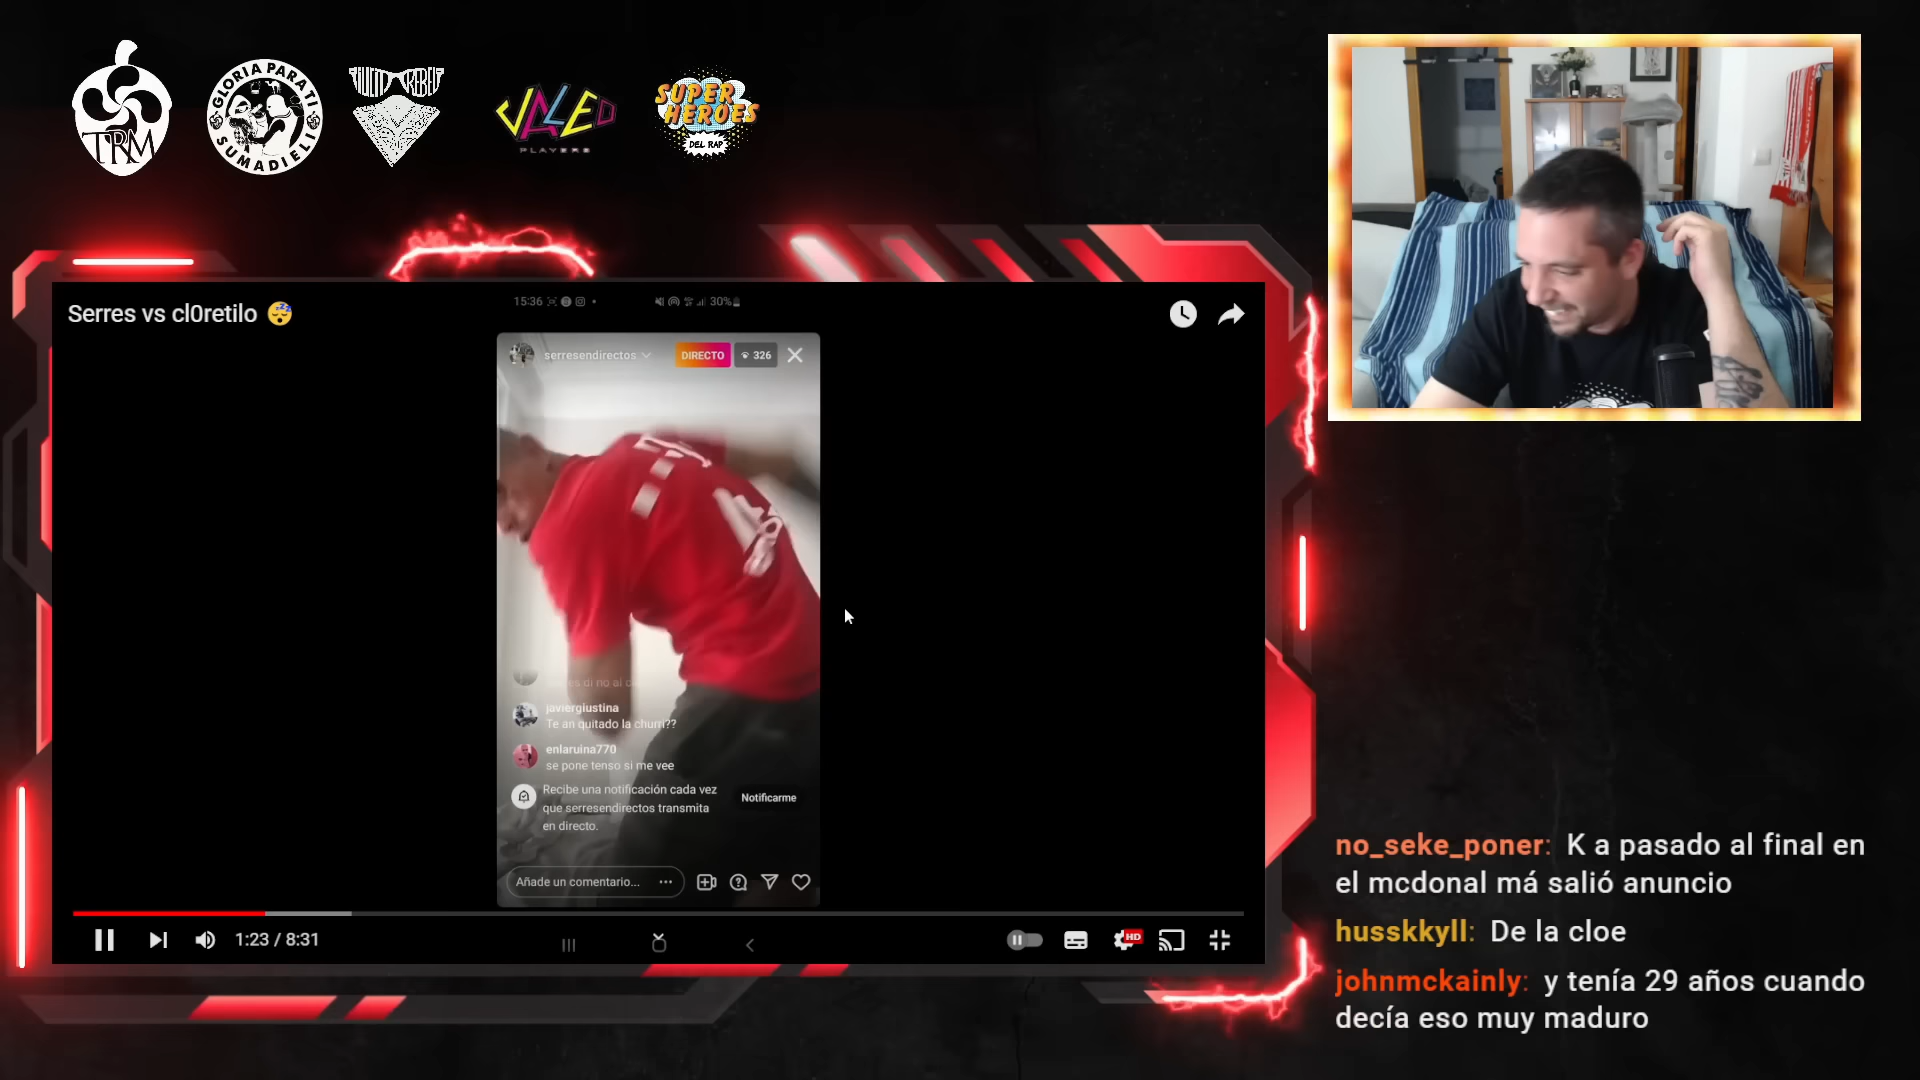 TRM
GLORIA PARA TI
SUMADIELI
JALEO
PLAYERS
SUPER
HEROES
DEL RAP
Serres vs cl0retilo 😴
15:36
30%
serresendirectos
DIRECTO
326
javiergiustina
Te an quitado la churri??
enlaruina770
se pone tenso si me vee
Recibe una notificación cada vez
que serresendirectos transmita
en directo.
Notificarme
Añade un comentario...
1:23 / 8:31
HD
no_seke_poner: K a pasado al final en
el mcdonal má salió anuncio
husskkyll: De la cloe
johnmckainly: y tenía 29 años cuando
decía eso muy maduro